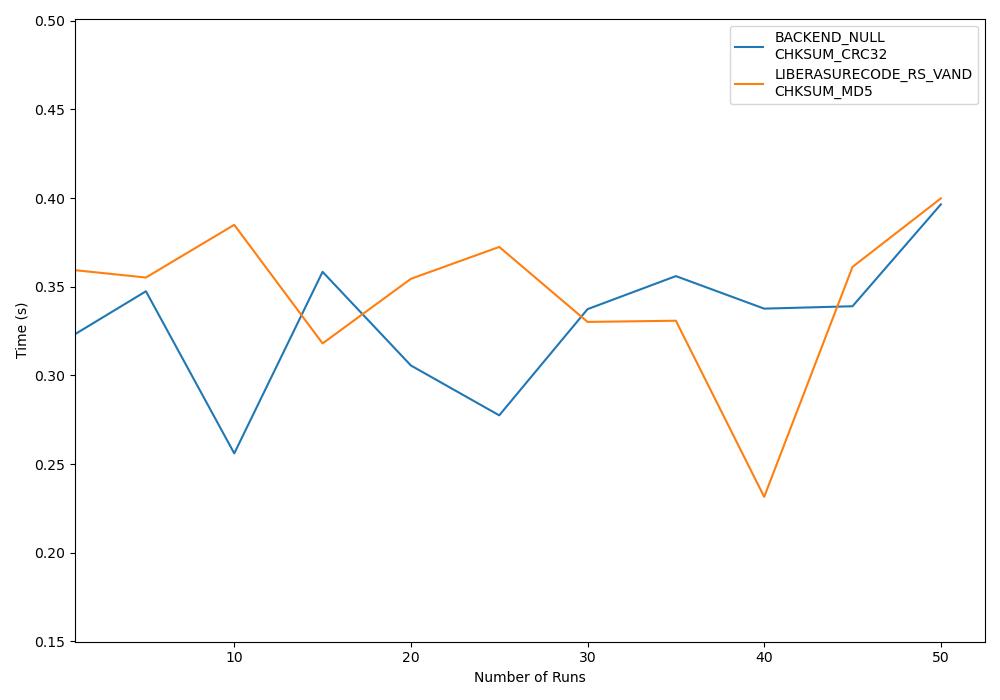 0.50
0.45
0.40
0.35
0.30
0.25
0.20
0.15
Time (s)
BACKEND_NULL
CHKSUM_CRC32
LIBERASURECODE_RS_VAND
CHKSUM_MD5
10 20 30 40 50
Number of Runs